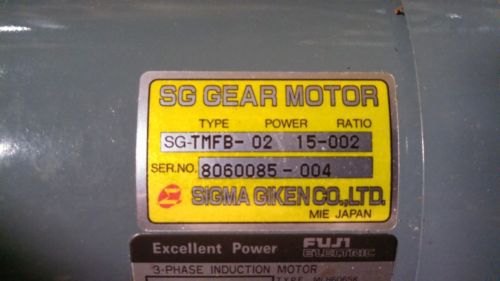 SG GEAR MOTOR
TYPE POWER RATIO
SG-TMFB-02 15-002
SER.NO. 8060085-004
SIGMA GIKEN CO.,LTD.
MIE JAPAN
Excellent Power FUJI ELECTRIC
3-PHASE INDUCTION MOTOR
TYPE